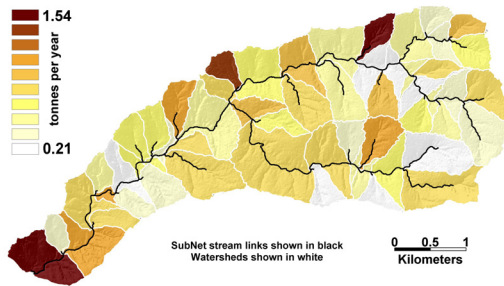 1.54
tonnes per year
0.21
SubNet stream links shown in black
Watersheds shown in white
0 0.5 1
Kilometers